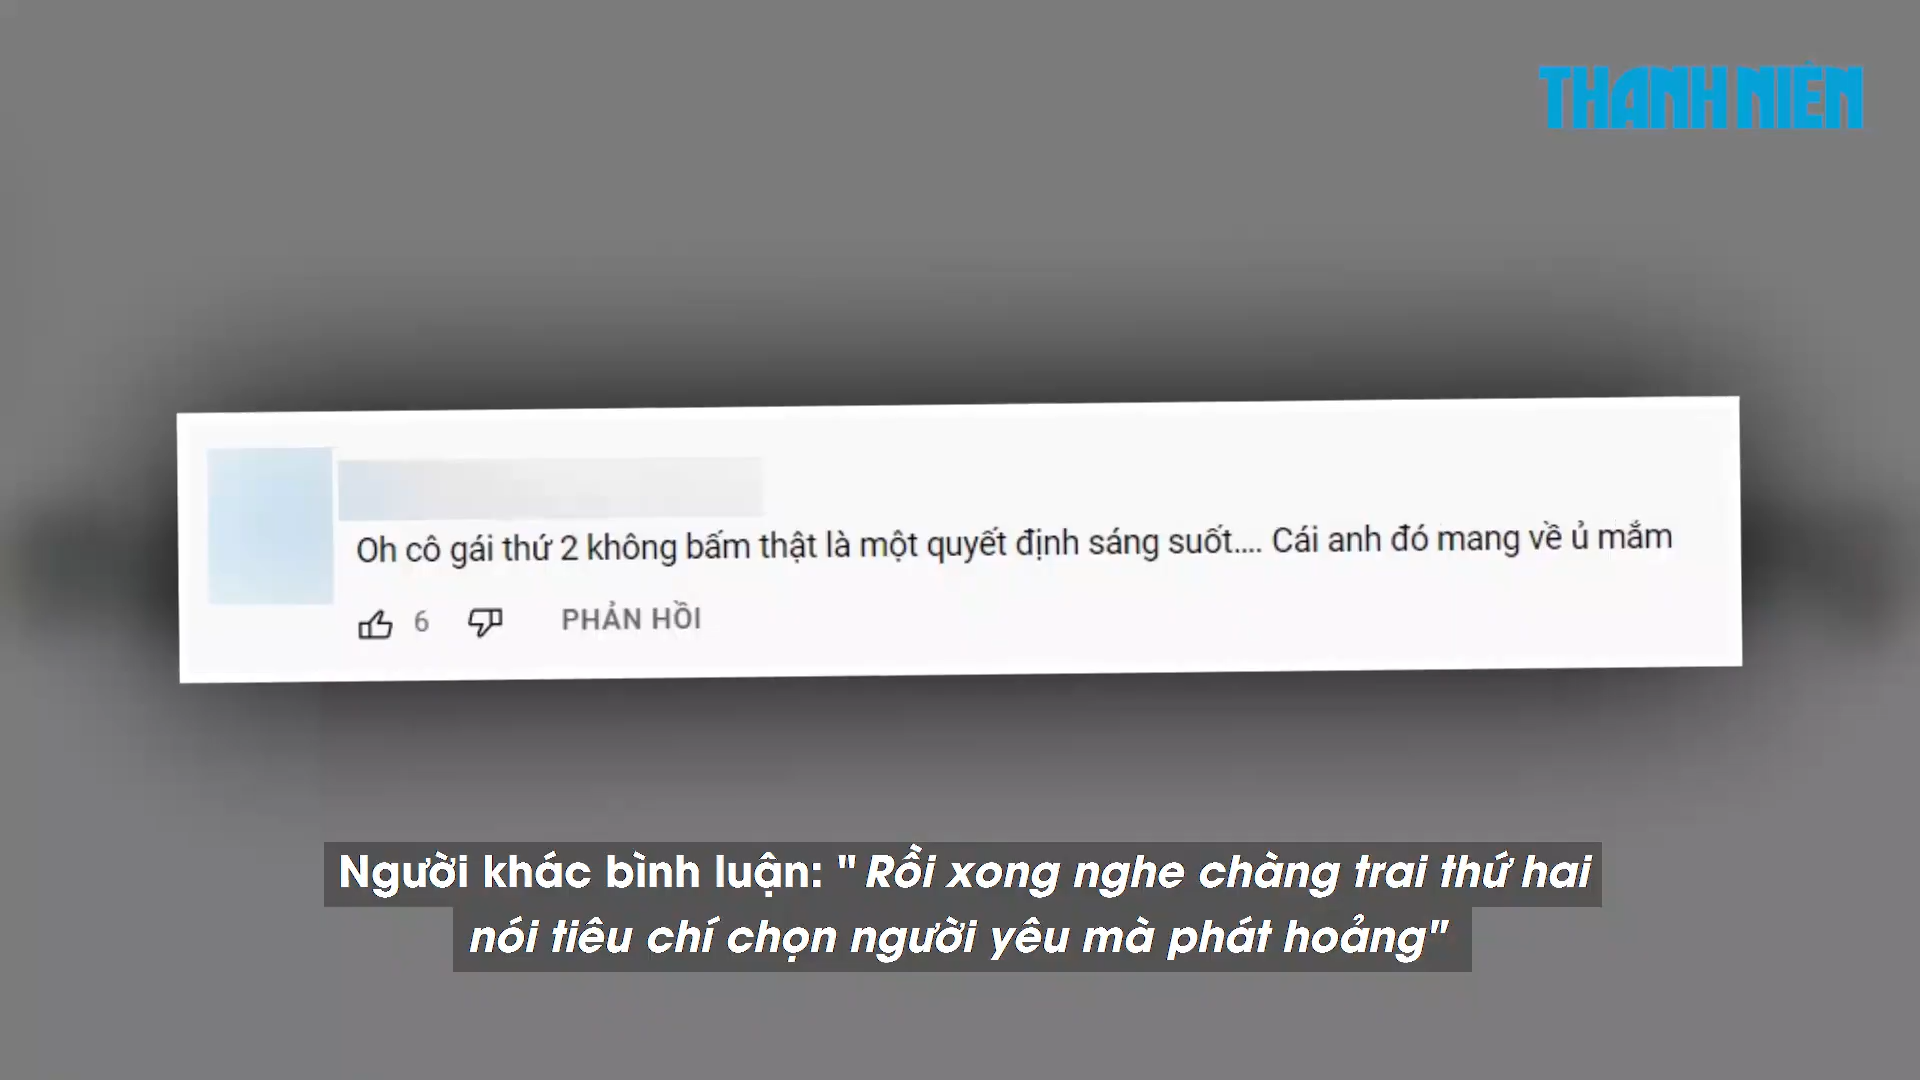 THANH NIÊN
Oh cô gái thứ 2 không bấm thật là một quyết định sáng suốt.... Cái anh đó mang về ủ mắm
6 PHẢN HỒI
Người khác bình luận: " Rồi xong nghe chàng trai thứ hai
nói tiêu chí chọn người yêu mà phát hoảng"